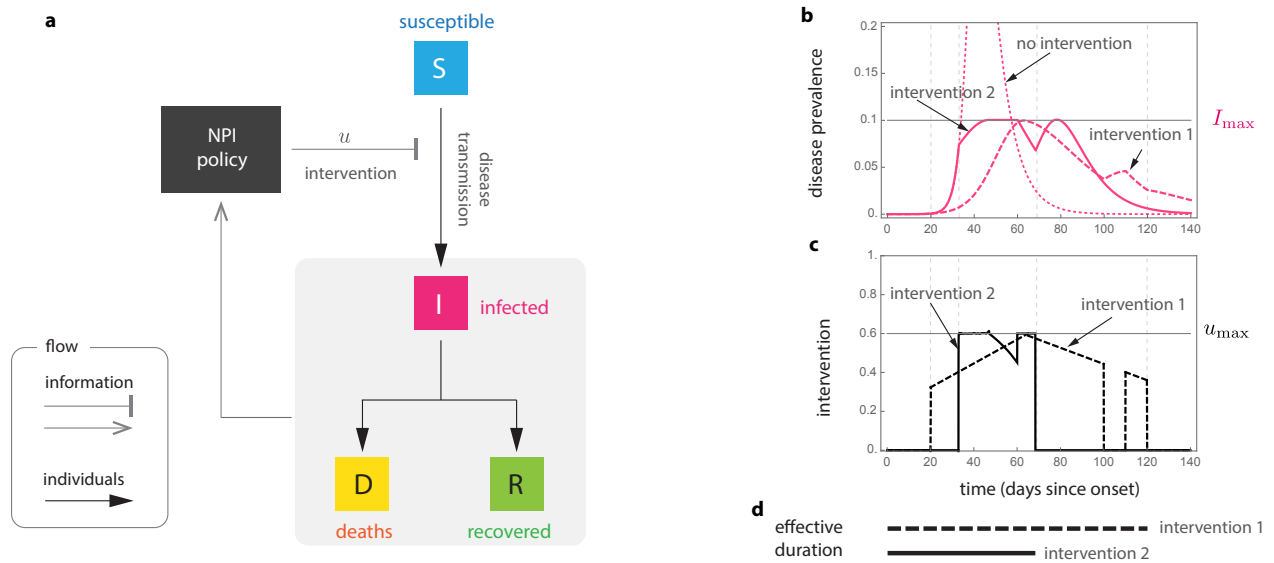 a
susceptible
S
NPI
policy
u
intervention
disease
transmission
I
infected
flow
information
individuals
D
R
deaths
recovered
b
disease prevalence
0.2
0.15
0.1
0.05
0.
0
20
40
60
80
100
120
140
no intervention
intervention 2
intervention 1
Imax
c
intervention
1.
0.8
0.6
0.4
0.2
0.
0
20
40
60
80
100
120
140
intervention 2
intervention 1
umax
time (days since onset)
d
effective
duration
intervention 1
intervention 2